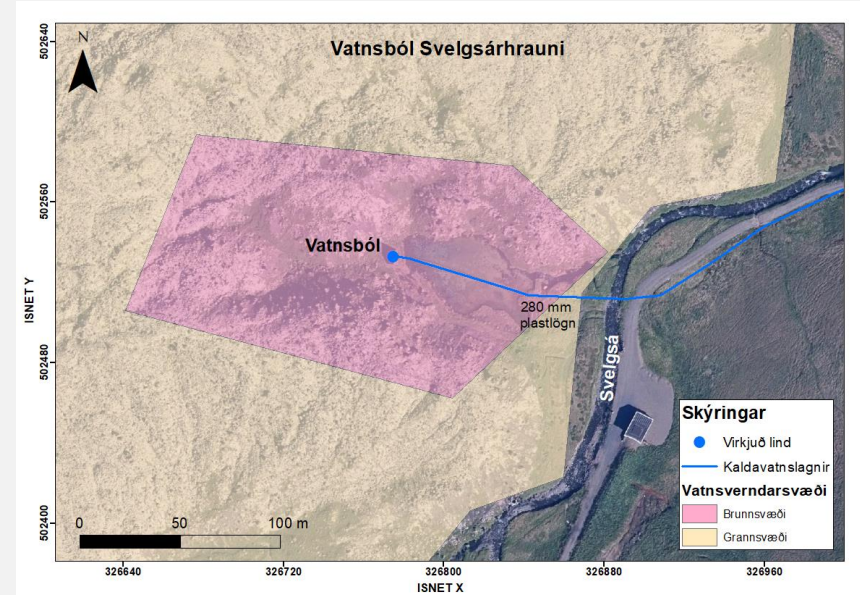 Vatnsból Svelgsárhrauni
N
502640
502560
502480
502400
ISNET Y
Vatnsból
280 mm
plastlögn
Svelgsá
Skýringar
Virkjuð lind
Kaldavatnslagnir
Vatnsverndarsvæði
Brunnsvæði
Grannsvæði
0 50 100 m
326640 326720 326800 326880 326960
ISNET X